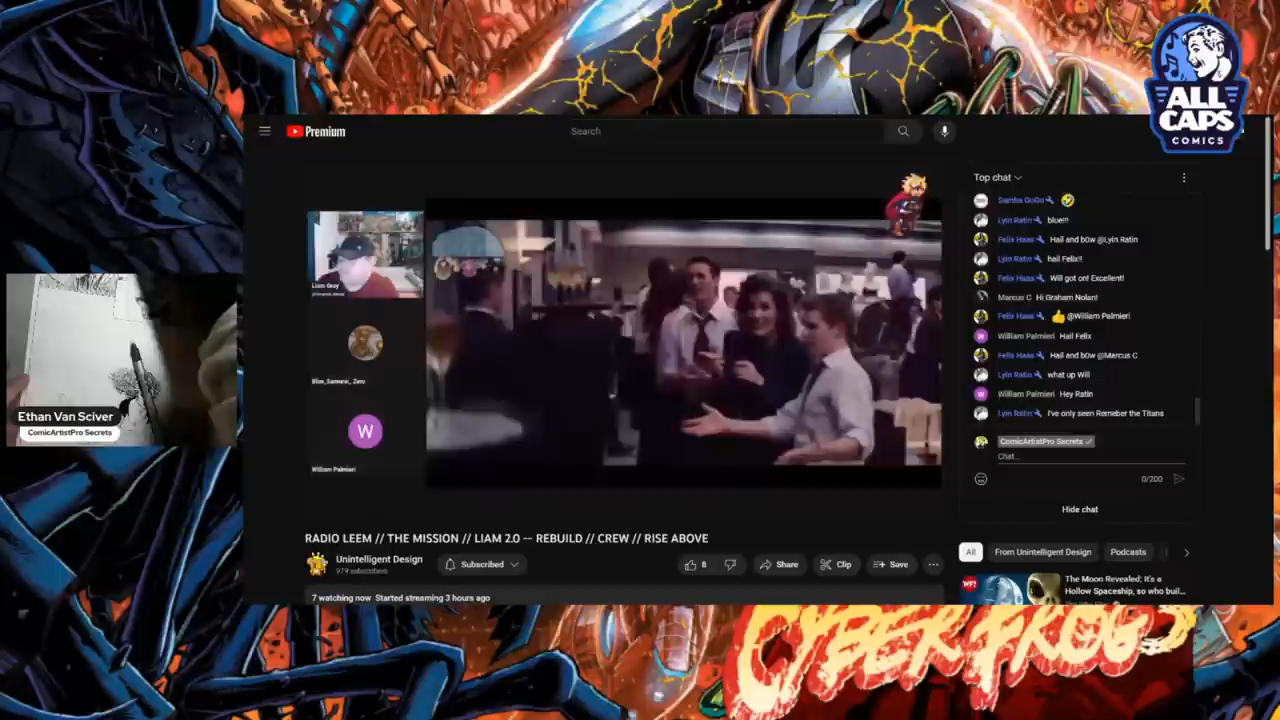 ALL
CAPS
COMICS
Premium
Search
Top chat
Samba GoGo
Lyin Ratin blue!!!
Felix Haas Hail and b0w @Lyin Ratin
Lyin Ratin hail Felix!!
Felix Haas Will got on! Excellent!
Marcus C Hi Graham Nolan!
Felix Haas @William Palmieri
William Palmieri Hail Felix
Felix Haas Hail and b0w @Marcus C
Lyin Ratin what up Will
William Palmieri Hey Ratin
Lyin Ratin I've only seen Remeber the Titans
ComicArtistPro Secrets
Chat...
0/200
Hide chat
Liam Gray
Blue_Samurai_Zero
W
William Palmieri
Ethan Van Sciver
ComicArtistPro Secrets
RADIO LEEM // THE MISSION // LIAM 2.0 -- REBUILD // CREW // RISE ABOVE
Unintelligent Design
979 subscribers
Subscribed
8
Share
Clip
Save
7 watching now Started streaming 3 hours ago
All
From Unintelligent Design
Podcasts
WF!
The Moon Revealed: It's a
Hollow Spaceship, so who buil...
CYBERFROG